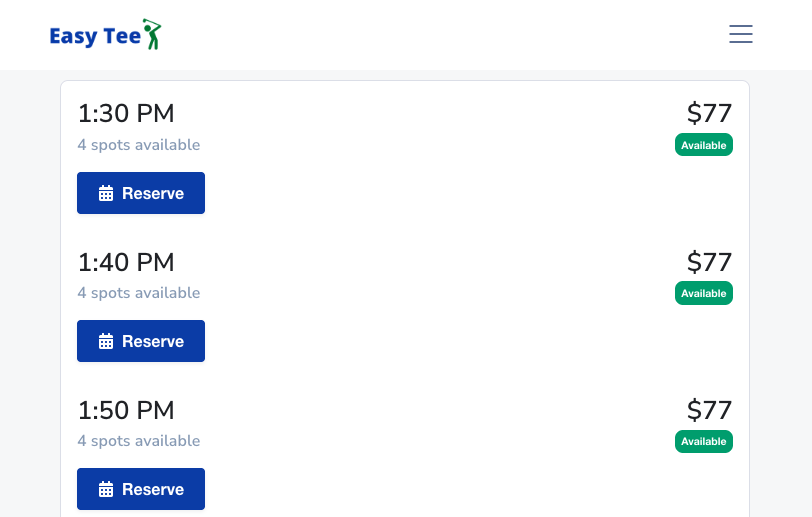 Easy Tee
1:30 PM
$77
4 spots available
Available
Reserve
1:40 PM
$77
4 spots available
Available
Reserve
1:50 PM
$77
4 spots available
Available
Reserve